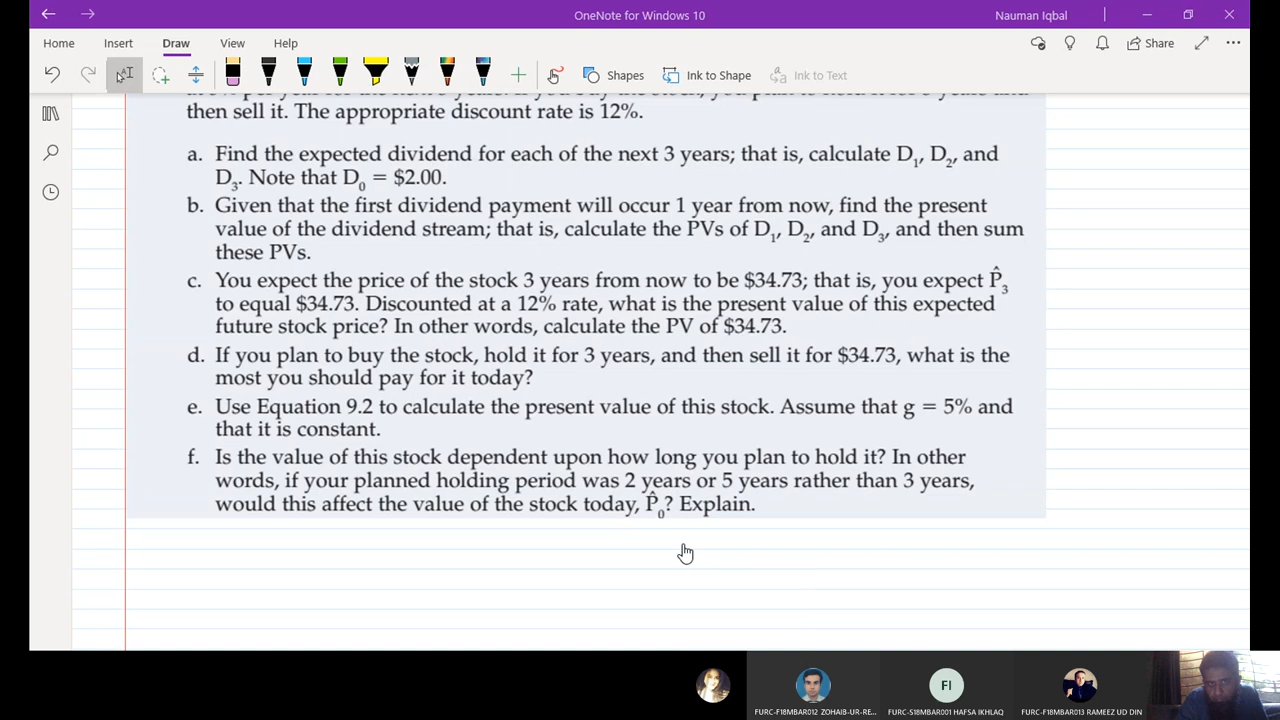 OneNote for Windows 10
Nauman Iqbal
Home Insert Draw View Help
Share
Shapes Ink to Shape Ink to Text
then sell it. The appropriate discount rate is 12%.
a. Find the expected dividend for each of the next 3 years; that is, calculate D₁, D₂, and
D₃. Note that D₀ = $2.00.
b. Given that the first dividend payment will occur 1 year from now, find the present
value of the dividend stream; that is, calculate the PVs of D₁, D₂, and D₃, and then sum
these PVs.
c. You expect the price of the stock 3 years from now to be $34.73; that is, you expect P̂₃
to equal $34.73. Discounted at a 12% rate, what is the present value of this expected
future stock price? In other words, calculate the PV of $34.73.
d. If you plan to buy the stock, hold it for 3 years, and then sell it for $34.73, what is the
most you should pay for it today?
e. Use Equation 9.2 to calculate the present value of this stock. Assume that g = 5% and
that it is constant.
f. Is the value of this stock dependent upon how long you plan to hold it? In other
words, if your planned holding period was 2 years or 5 years rather than 3 years,
would this affect the value of the stock today, P̂₀? Explain.
FI
FURC-F18MBAR012 ZOHAIB-UR-RE... FURC-S18MBAR001 HAFSA IKHLAQ FURC-F18MBAR013 RAMEEZ UD DIN